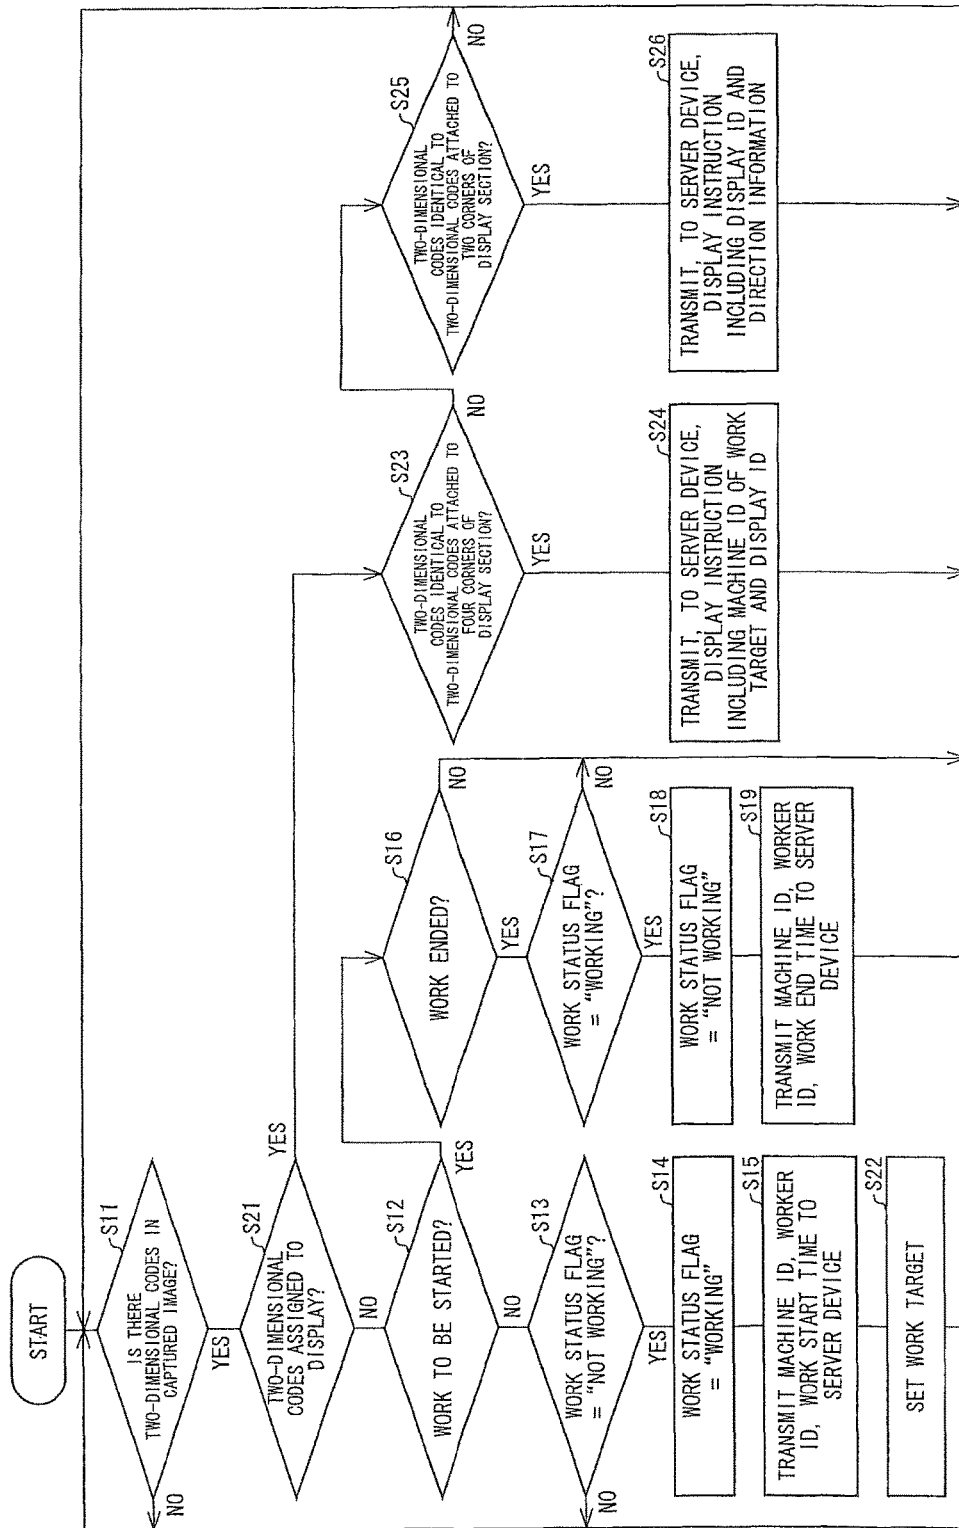 START
S11
IS THERE
TWO-DIMENSIONAL CODES IN
CAPTURED IMAGE?
NO
YES
S21
TWO-DIMENSIONAL
CODES ASSIGNED TO
DISPLAY?
YES
NO
S12
WORK TO BE STARTED?
YES
NO
S13
WORK STATUS FLAG
= "NOT WORKING"?
NO
YES
S14
WORK STATUS FLAG
= "WORKING"
S15
TRANSMIT MACHINE ID, WORKER
ID, WORK START TIME TO
SERVER DEVICE
S22
SET WORK TARGET
S16
WORK ENDED?
NO
YES
S17
WORK STATUS FLAG
= "WORKING"?
NO
YES
S18
WORK STATUS FLAG
= "NOT WORKING"
S19
TRANSMIT MACHINE ID, WORKER
ID, WORK END TIME TO SERVER
DEVICE
S23
TWO-DIMENSIONAL
CODES IDENTICAL TO
TWO-DIMENSIONAL CODES ATTACHED TO
FOUR CORNERS OF
DISPLAY SECTION?
NO
YES
S24
TRANSMIT, TO SERVER DEVICE,
DISPLAY INSTRUCTION
INCLUDING MACHINE ID OF WORK
TARGET AND DISPLAY ID
S25
TWO-DIMENSIONAL
CODES IDENTICAL TO
TWO-DIMENSIONAL CODES ATTACHED TO
TWO CORNERS OF
DISPLAY SECTION?
NO
YES
S26
TRANSMIT, TO SERVER DEVICE,
DISPLAY INSTRUCTION
INCLUDING DISPLAY ID AND
DIRECTION INFORMATION